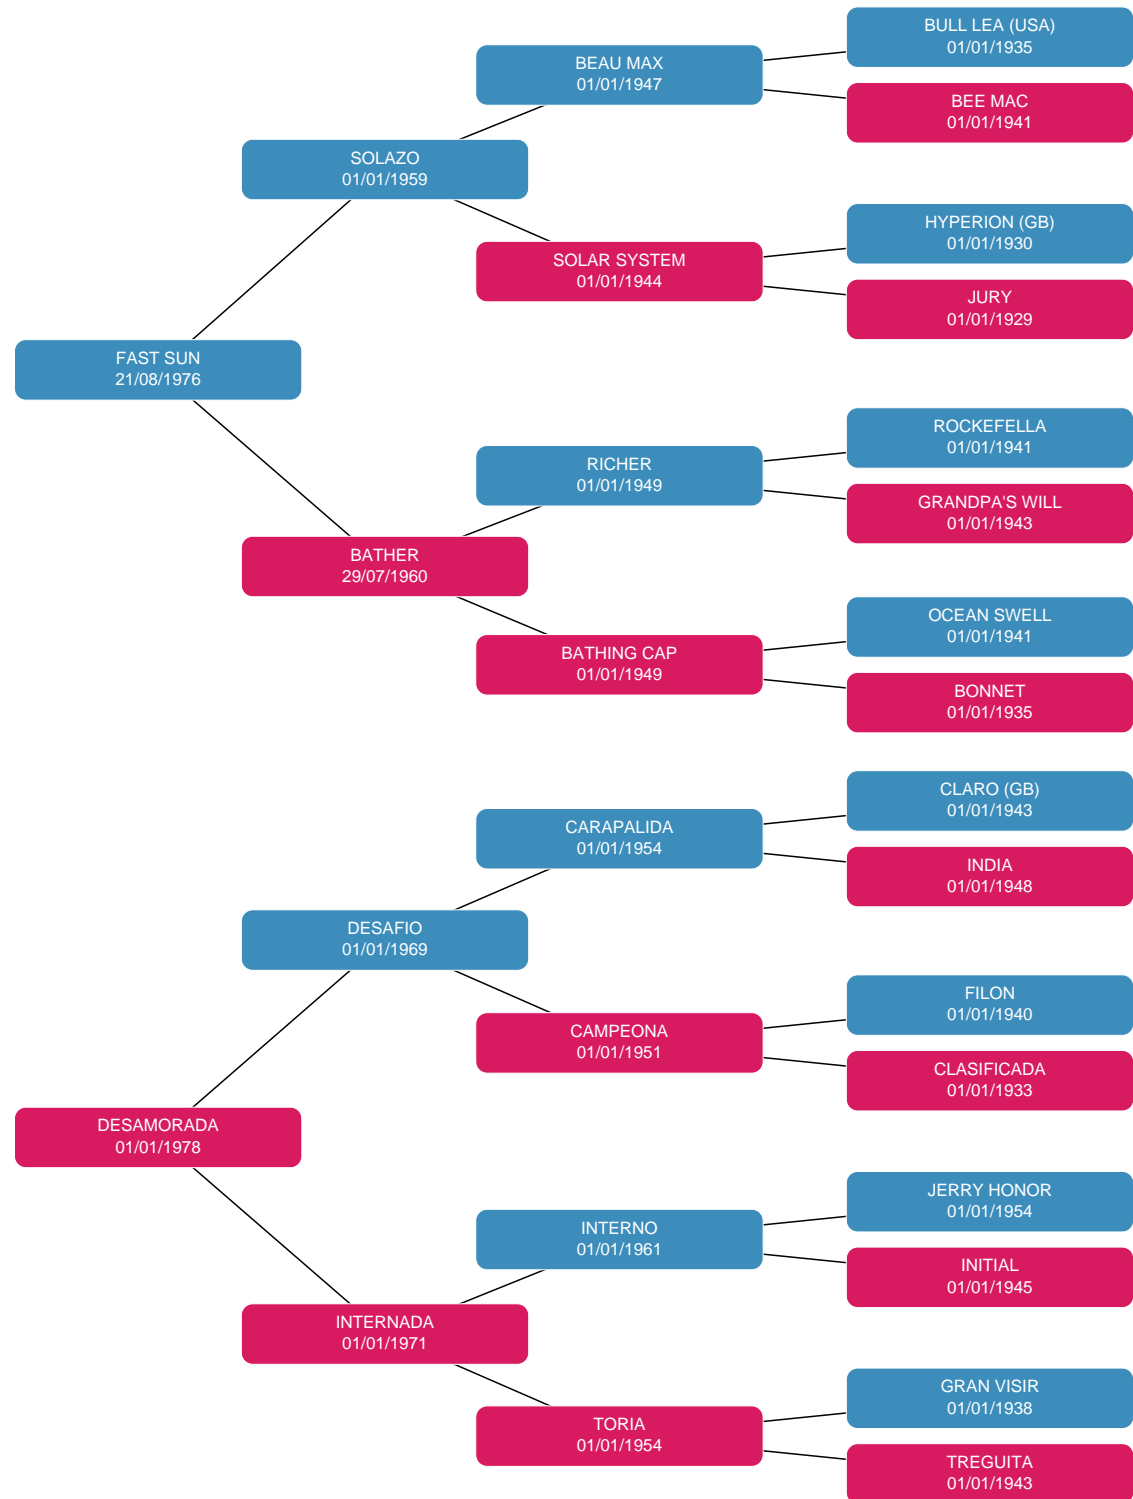 BULL LEA (USA)
01/01/1935
BEAU MAX
01/01/1947
BEE MAC
01/01/1941
SOLAZO
01/01/1959
HYPERION (GB)
01/01/1930
SOLAR SYSTEM
01/01/1944
JURY
01/01/1929
FAST SUN
21/08/1976
ROCKEFELLA
01/01/1941
RICHER
01/01/1949
GRANDPA'S WILL
01/01/1943
BATHER
29/07/1960
OCEAN SWELL
01/01/1941
BATHING CAP
01/01/1949
BONNET
01/01/1935
CLARO (GB)
01/01/1943
CARAPALIDA
01/01/1954
INDIA
01/01/1948
DESAFIO
01/01/1969
FILON
01/01/1940
CAMPEONA
01/01/1951
CLASIFICADA
01/01/1933
DESAMORADA
01/01/1978
JERRY HONOR
01/01/1954
INTERNO
01/01/1961
INITIAL
01/01/1945
INTERNADA
01/01/1971
GRAN VISIR
01/01/1938
TORIA
01/01/1954
TREGUITA
01/01/1943